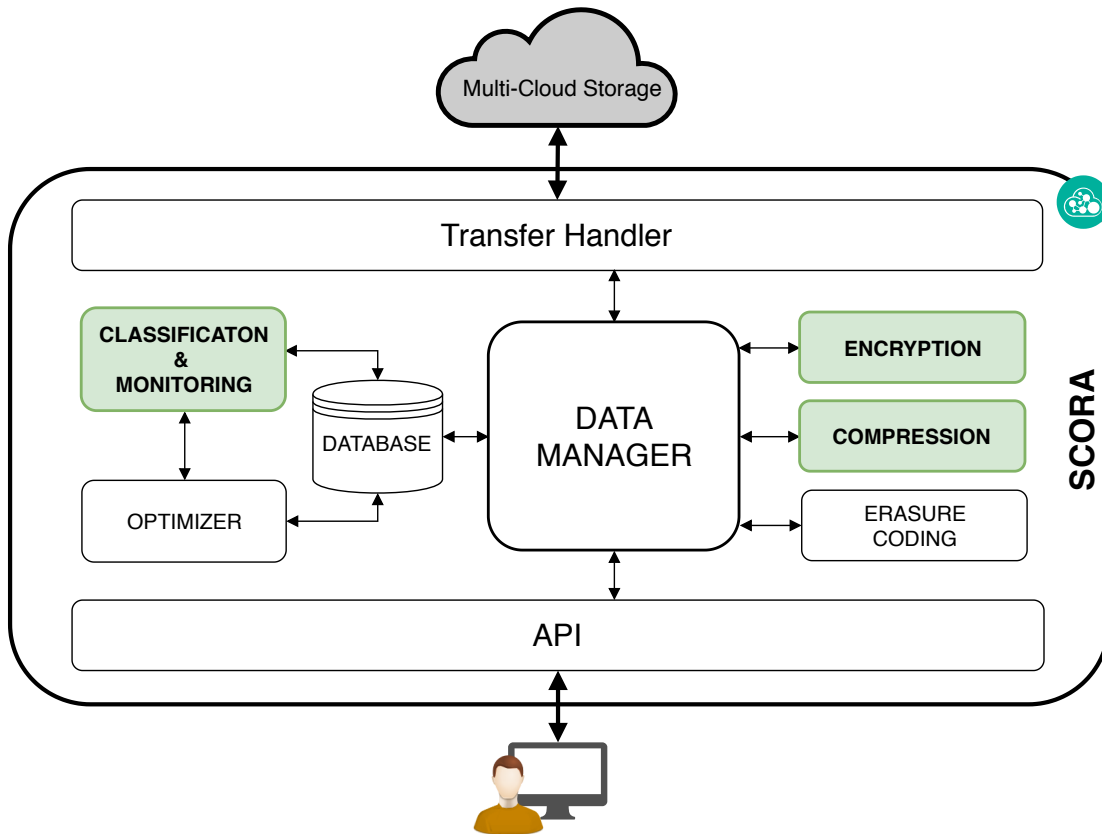 Multi-Cloud Storage
Transfer Handler
CLASSIFICATON
&
MONITORING
DATABASE
OPTIMIZER
DATA
MANAGER
ENCRYPTION
COMPRESSION
ERASURE
CODING
SCORA
API